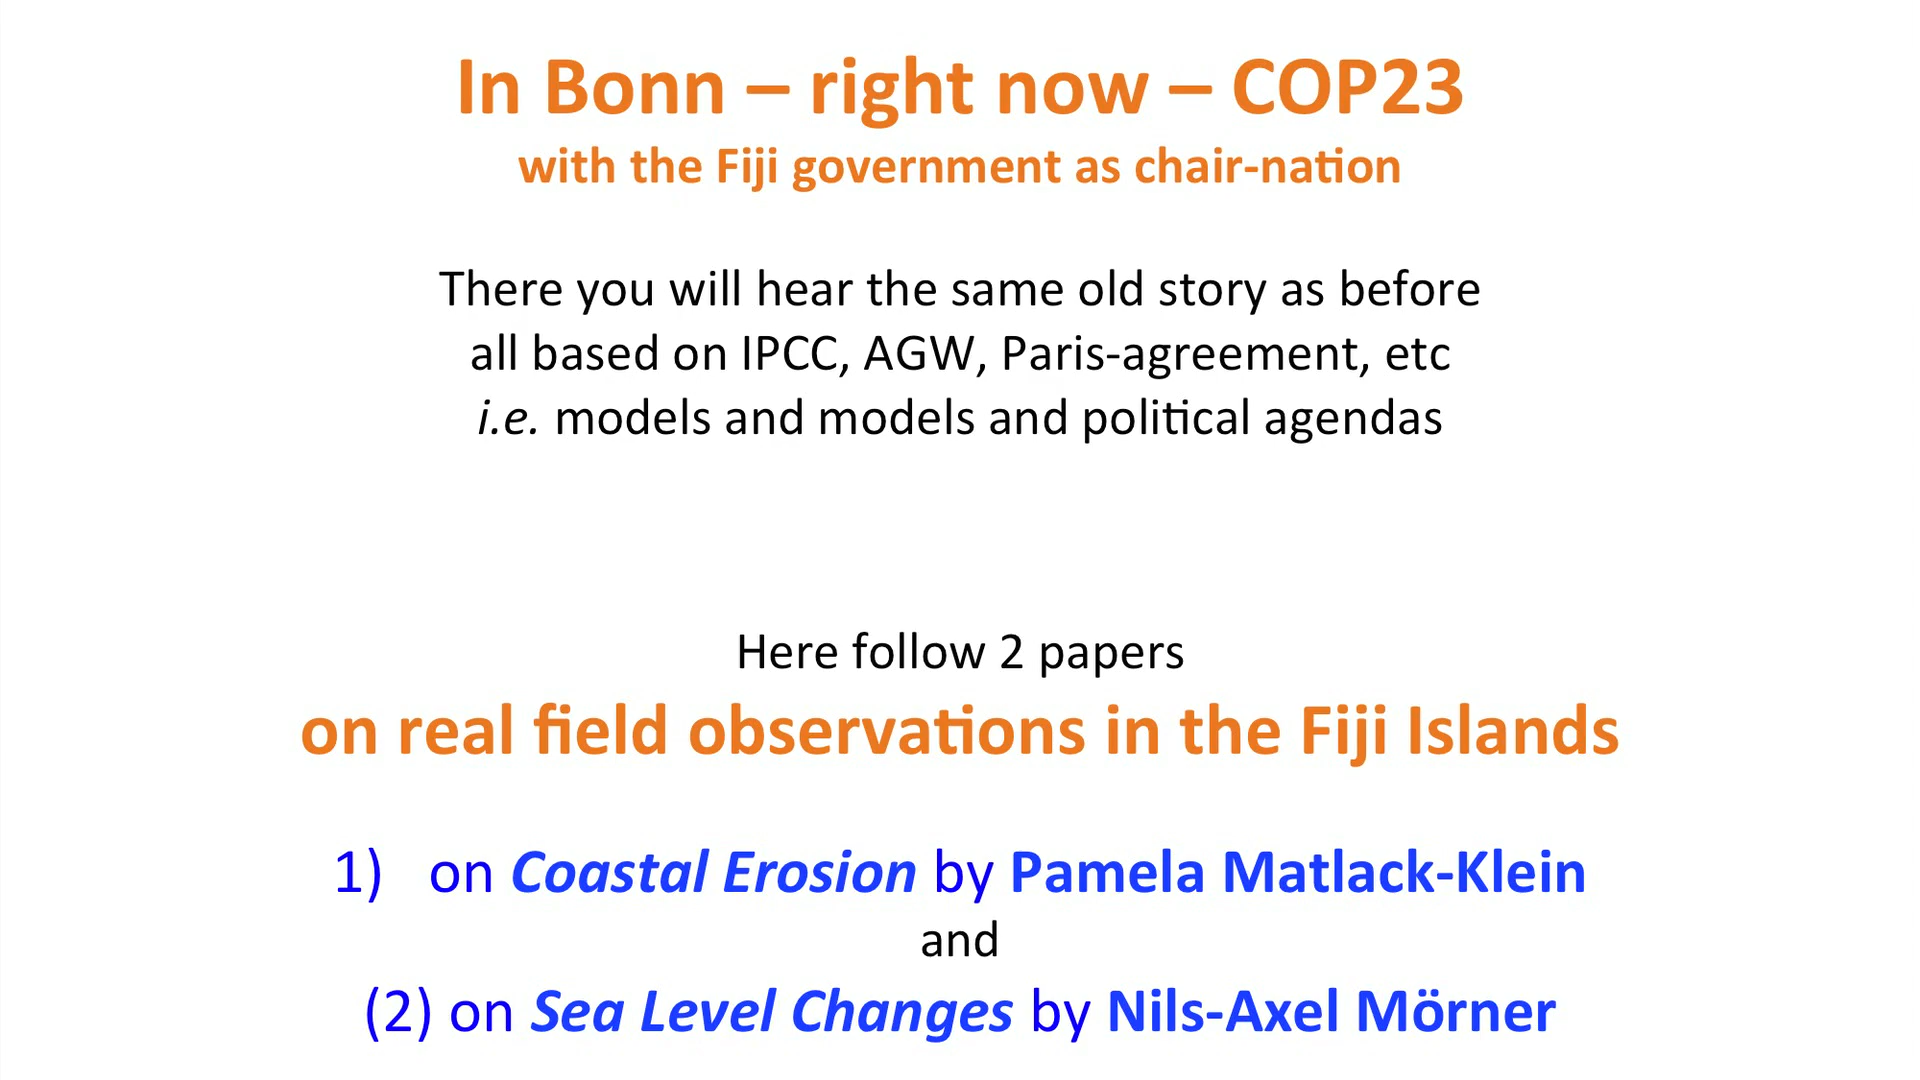 In Bonn – right now – COP23
with the Fiji government as chair-nation
There you will hear the same old story as before
all based on IPCC, AGW, Paris-agreement, etc
i.e. models and models and political agendas
Here follow 2 papers
on real field observations in the Fiji Islands
1) on Coastal Erosion by Pamela Matlack-Klein
and
(2) on Sea Level Changes by Nils-Axel Mörner